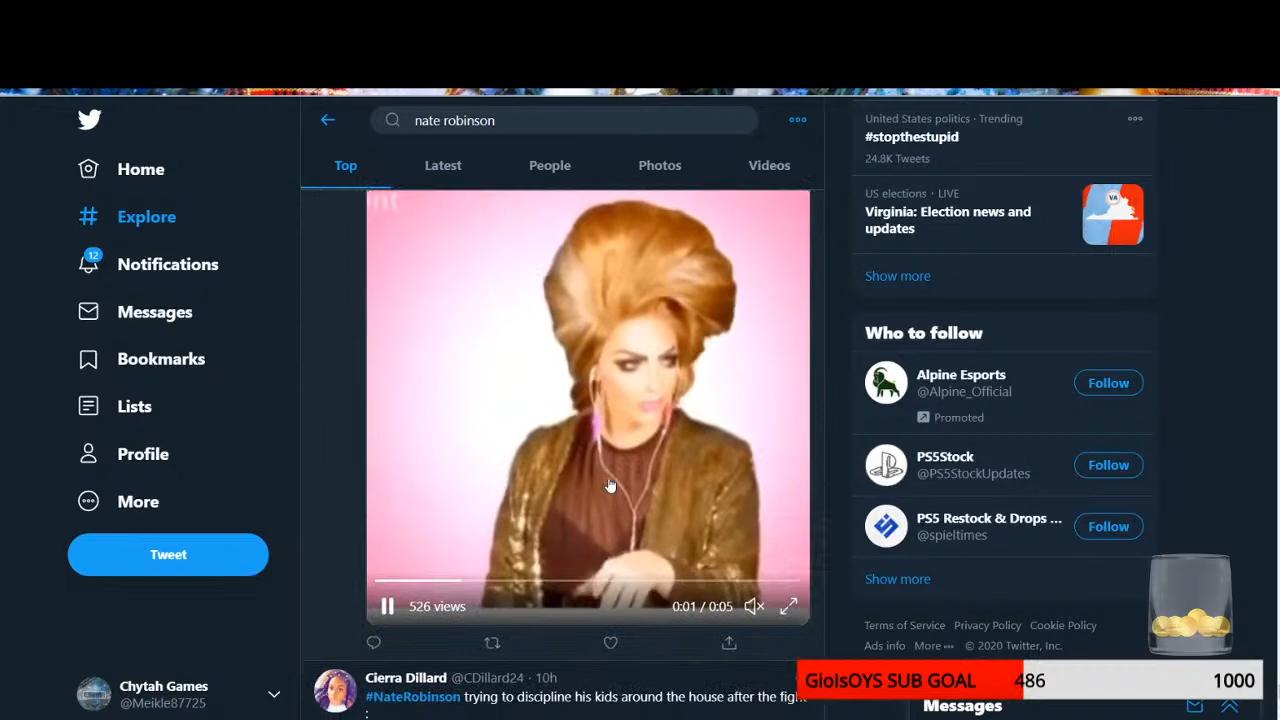 nate robinson
Top
Latest
People
Photos
Videos
Home
Explore
12
Notifications
Messages
Bookmarks
Lists
Profile
More
Tweet
Chytah Games
@Meikle87725
526 views
0:01 / 0:05
Cierra Dillard @CDillard24 · 10h
#NateRobinson trying to discipline his kids around the house after the figh
:
United States politics · Trending
#stopthestupid
24.8K Tweets
US elections · LIVE
Virginia: Election news and
updates
VA
Show more
Who to follow
Alpine Esports
@Alpine_Official
Follow
Promoted
PS5Stock
@PS5StockUpdates
Follow
PS5 Restock & Drops ...
@spieltimes
Follow
Show more
Terms of Service Privacy Policy Cookie Policy
Ads info More © 2020 Twitter, Inc.
GioIsOYS SUB GOAL 486 1000
Messages